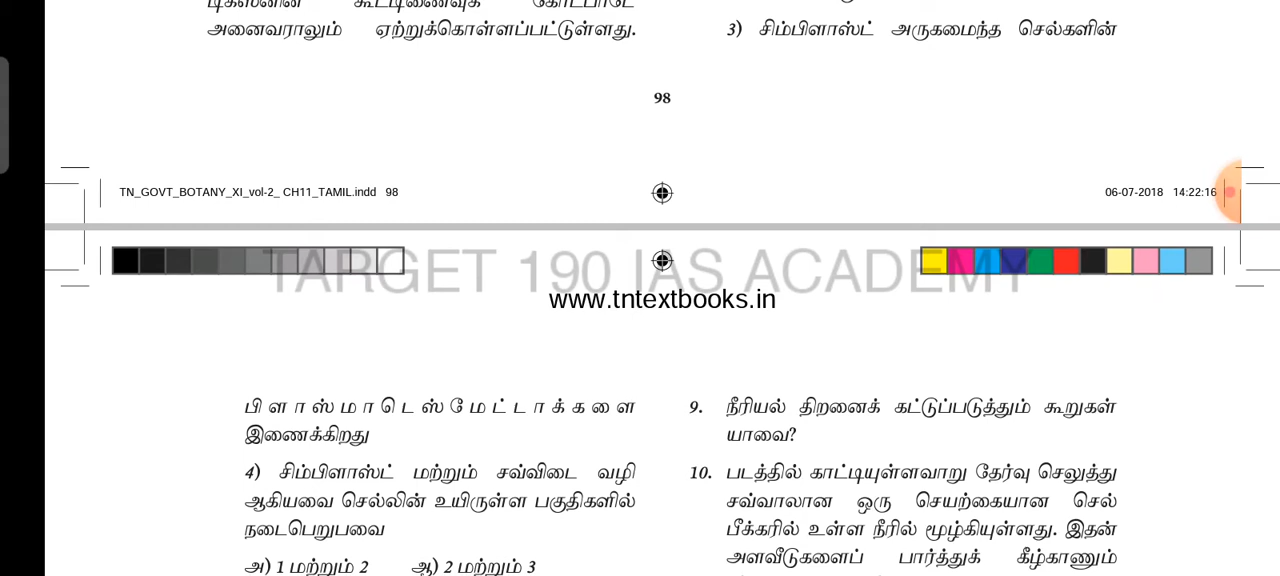 அனைவராலும் ஏற்றுக்கொள்ளப்பட்டுள்ளது.
3) சிம்பிளாஸ்ட் அருகமைந்த செல்களின்
98
TN_GOVT_BOTANY_XI_vol-2_ CH11_TAMIL.indd 98
06-07-2018 14:22:16
TARGET 190 IAS ACADEMY
www.tntextbooks.in
பிளாஸ்மாடெஸ்மேட்டாக்களை
இணைக்கிறது
4) சிம்பிளாஸ்ட் மற்றும் சவ்விடை வழி
ஆகியவை செல்லின் உயிருள்ள பகுதிகளில்
நடைபெறுபவை
அ) 1 மற்றும் 2 ஆ) 2 மற்றும் 3
9. நீரியல் திறனைக் கட்டுப்படுத்தும் கூறுகள்
யாவை?
10. படத்தில் காட்டியுள்ளவாறு தேர்வு செலுத்து
சவ்வாலான ஒரு செயற்கையான செல்
பீக்கரில் உள்ள நீரில் மூழ்கியுள்ளது. இதன்
அளவீடுகளைப் பார்த்துக் கீழ்காணும்